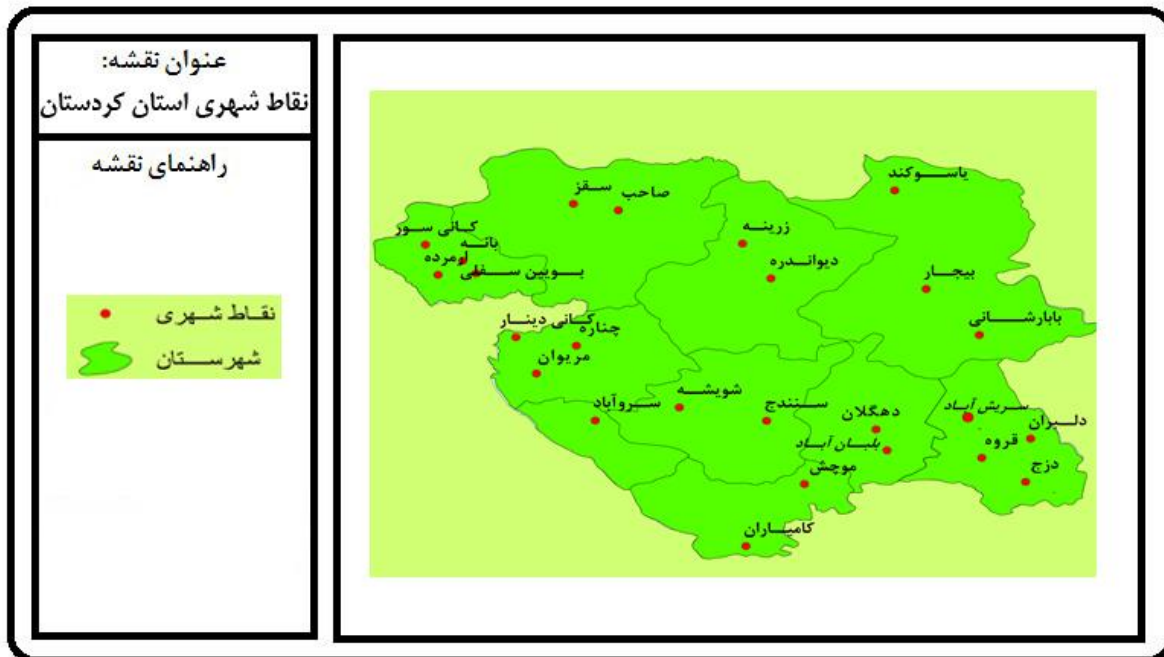 عنوان نقشه:
نقاط شهری استان کردستان
راهنمای نقشه
نقاط شهری
شهرستان
یاسوکند
سقز
صاحب
زرینه
کانی سور
بانه
آرمرده
بویین سفلی
دیواندره
بیجار
بابارشانی
کانی دینار
چناره
مریوان
سروآباد
شویشه
سنندج
دهگلان
بلبان آباد
سریش آباد
دلبران
قروه
دزج
موچش
کامیاران